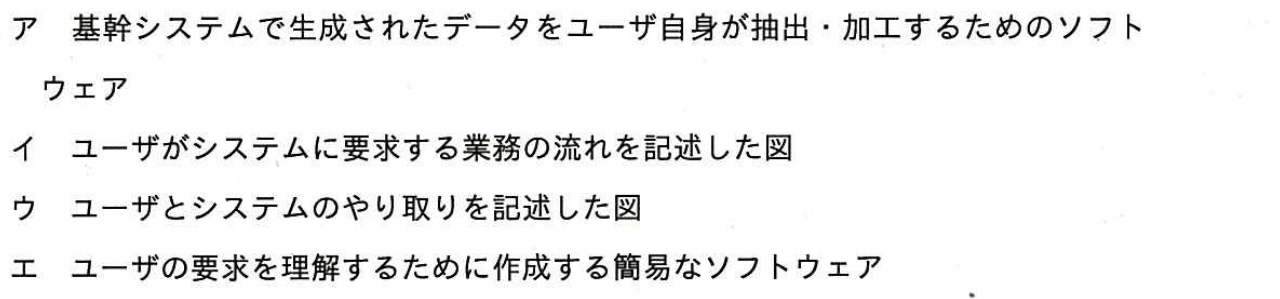 ア　基幹システムで生成されたデータをユーザ自身が抽出・加工するためのソフト
ウェア
イ　ユーザがシステムに要求する業務の流れを記述した図
ウ　ユーザとシステムのやり取りを記述した図
エ　ユーザの要求を理解するために作成する簡易なソフトウェア